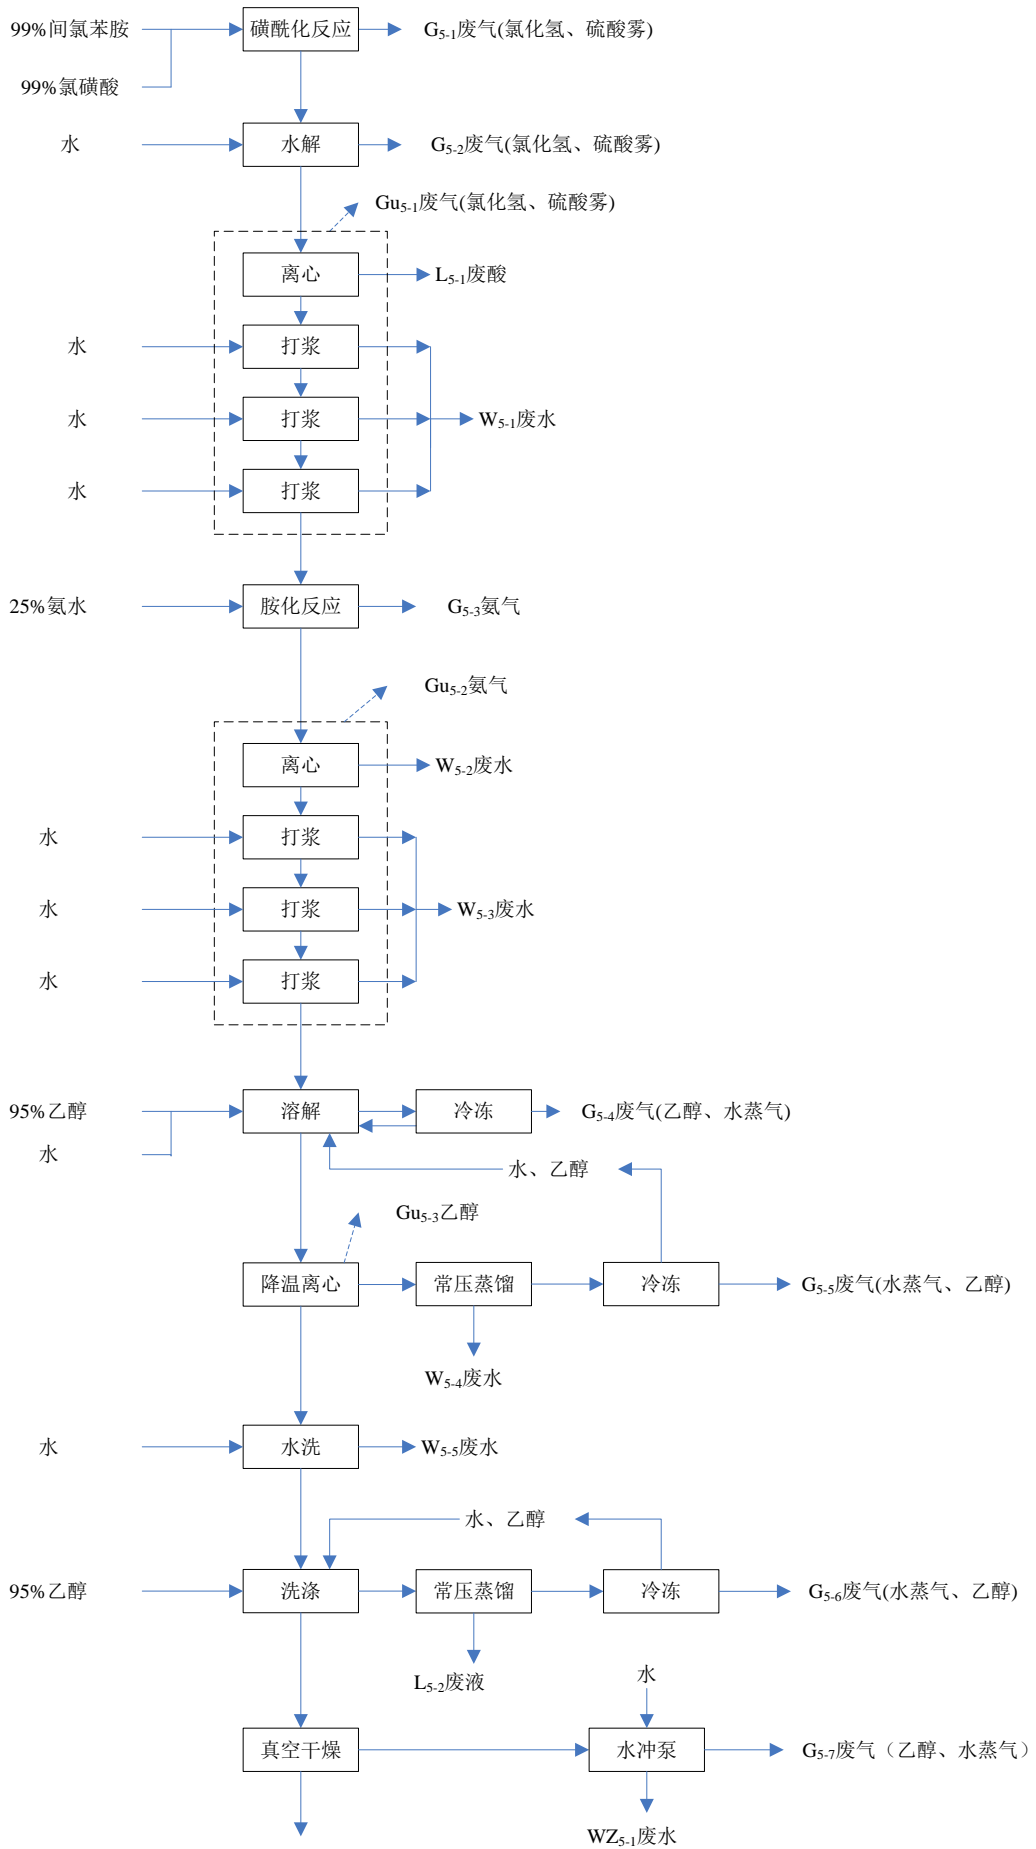 99%间氯苯胺 磺酰化反应 G5-1废气(氯化氢、硫酸雾)
99%氯磺酸
水 水解 G5-2废气(氯化氢、硫酸雾)
Gu5-1废气(氯化氢、硫酸雾)
离心 L5-1废酸
水 打浆
水 打浆 W5-1废水
水 打浆
25%氨水 胺化反应 G5-3氨气
Gu5-2氨气
离心 W5-2废水
水 打浆
水 打浆 W5-3废水
水 打浆
95%乙醇 溶解 冷冻 G5-4废气(乙醇、水蒸气)
水
水、乙醇
Gu5-3乙醇
降温离心 常压蒸馏 冷冻 G5-5废气(水蒸气、乙醇)
W5-4废水
水 水洗 W5-5废水
水、乙醇
95%乙醇 洗涤 常压蒸馏 冷冻 G5-6废气(水蒸气、乙醇)
L5-2废液
水
真空干燥 水冲泵 G5-7废气（乙醇、水蒸气）
WZ5-1废水